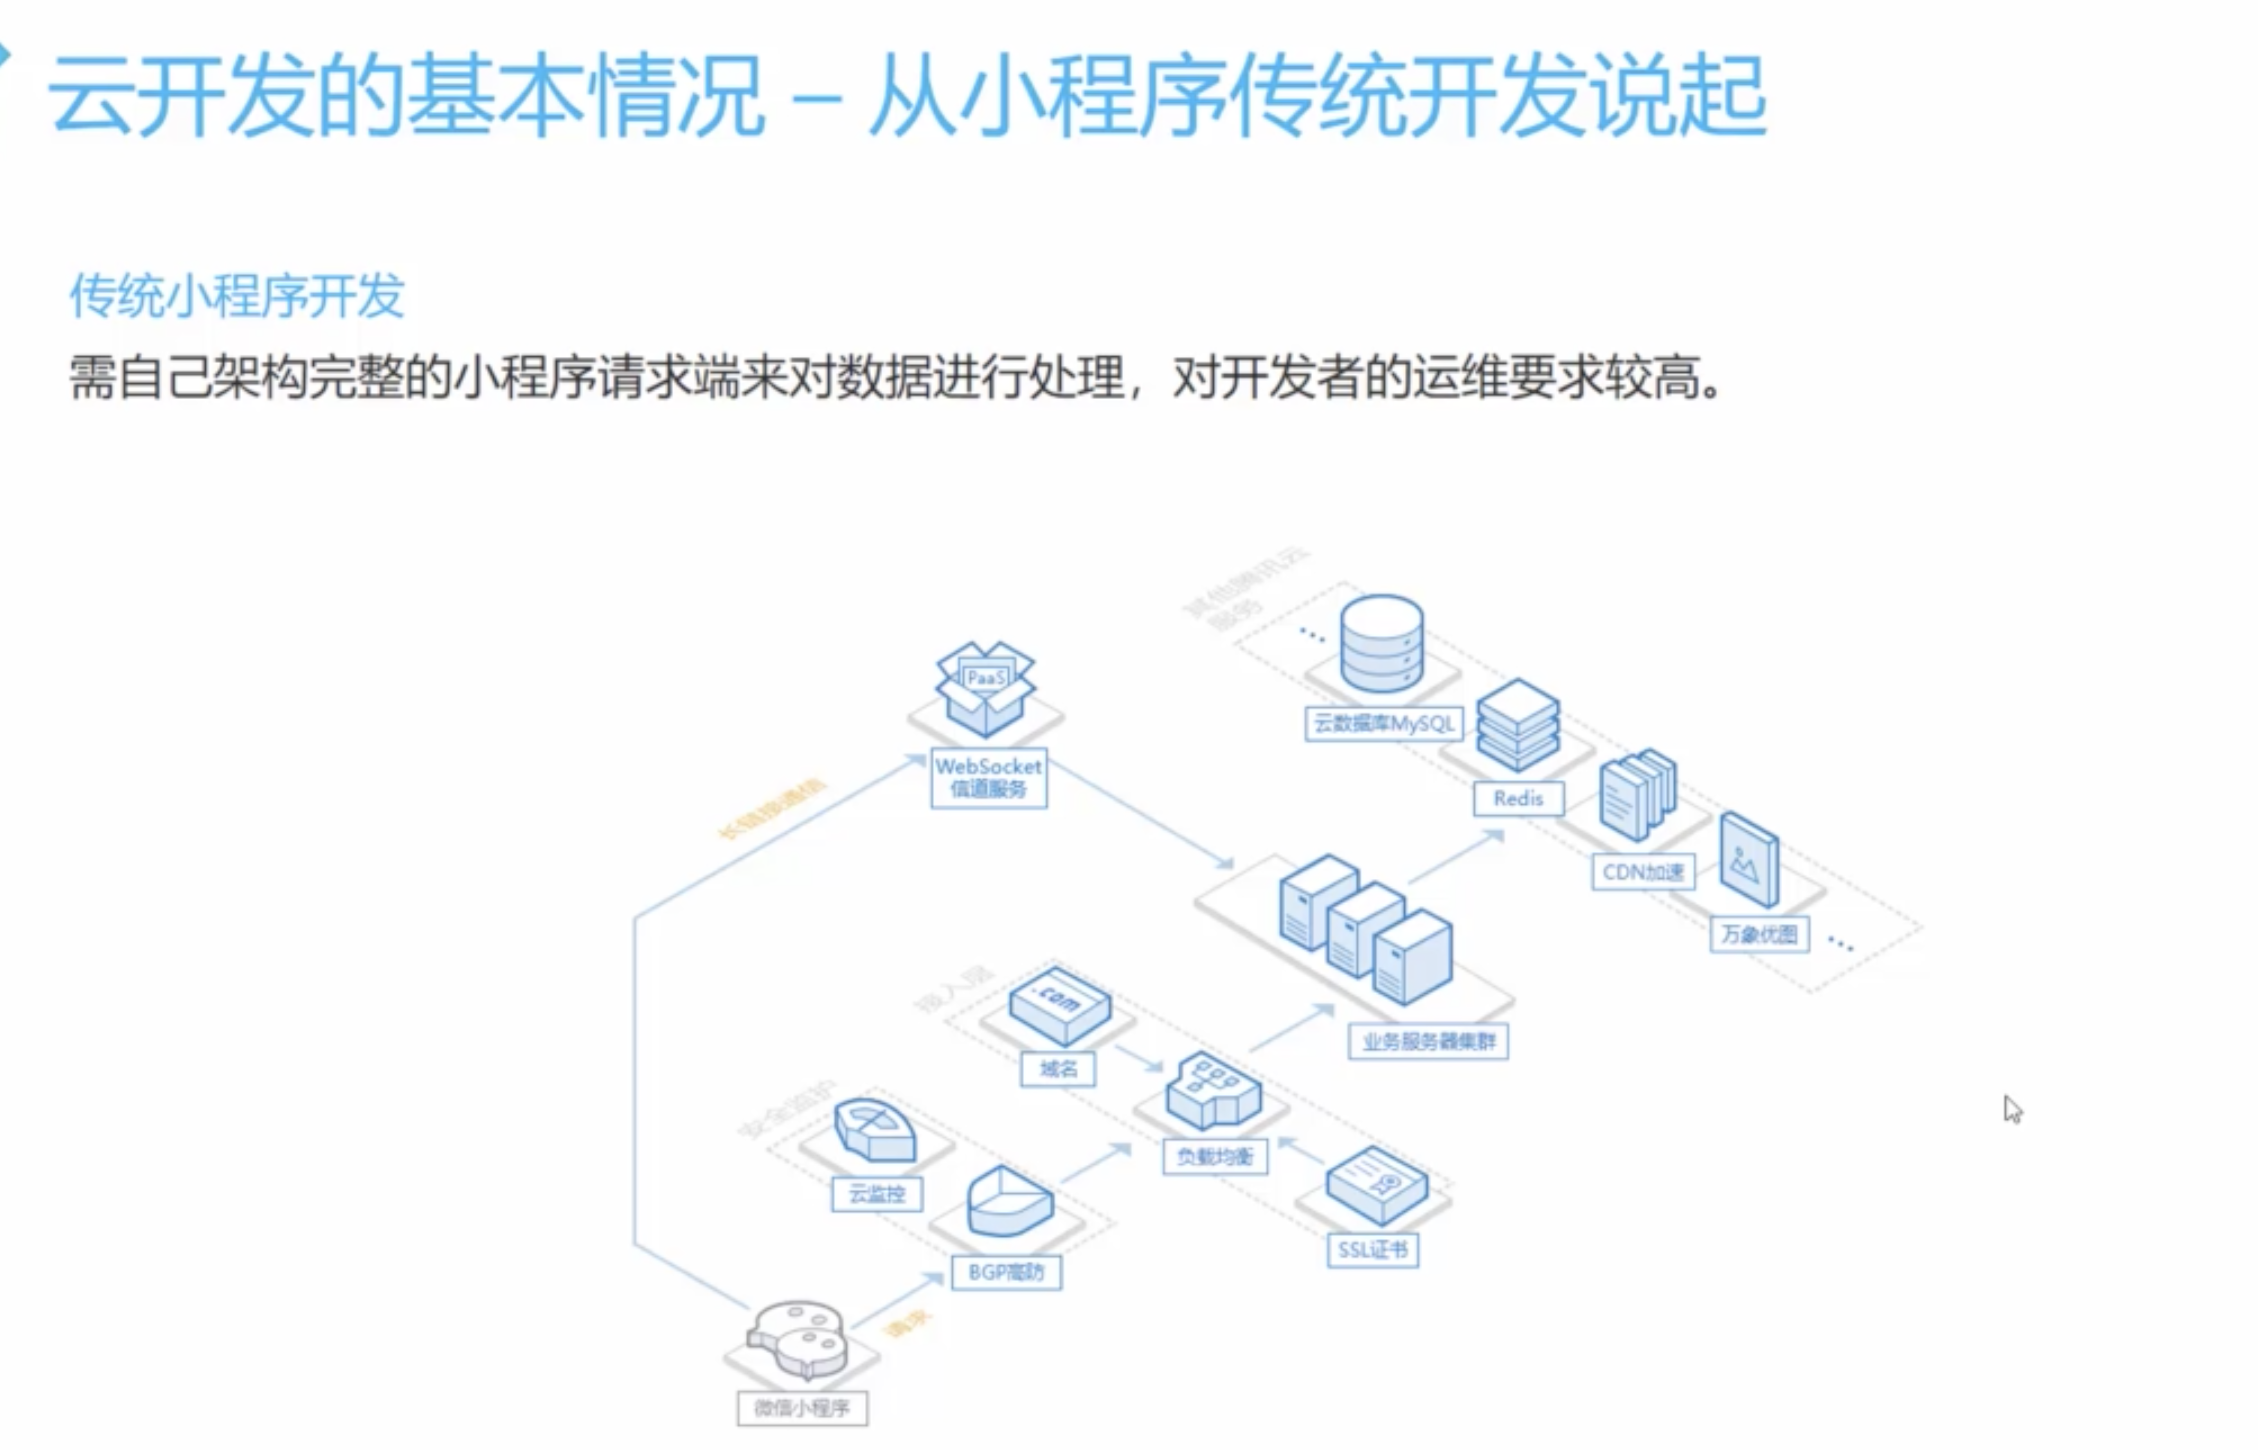 云开发的基本情况 – 从小程序传统开发说起
传统小程序开发
需自己架构完整的小程序请求端来对数据进行处理，对开发者的运维要求较高。
其他腾讯云
服务
云数据库MySQL
PaaS
WebSocket
信道服务
Redis
长链接通信
CDN加速
万象优图
接入层
.com
业务服务器集群
域名
安全监护
负载均衡
云监控
SSL证书
BGP高防
请求
微信小程序